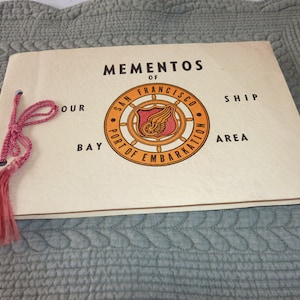 MEMENTOS
OF
OUR SHIP
SAN FRANCISCO
PORT OF EMBARKATION
BAY AREA